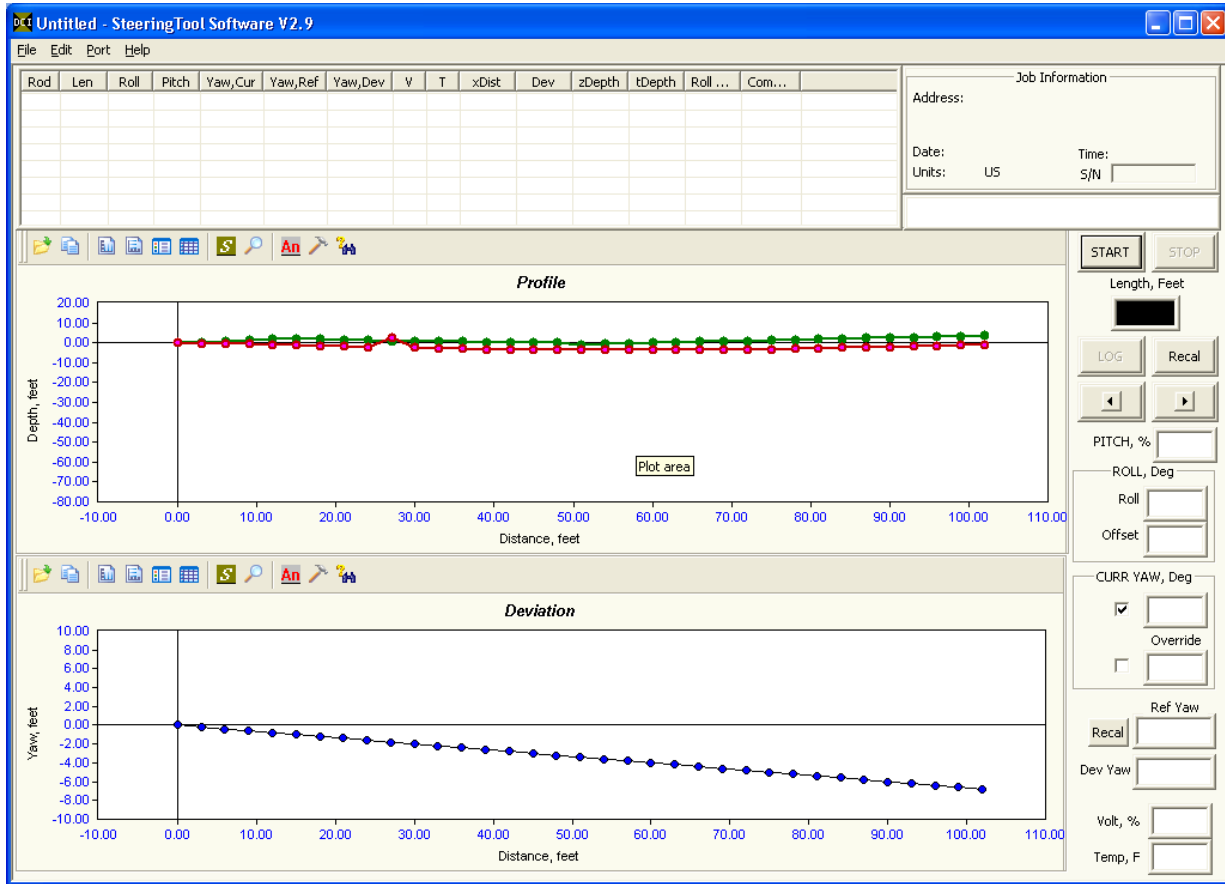 DCI Untitled - SteeringTool Software V2.9
File Edit Port Help
Rod Len Roll Pitch Yaw,Cur Yaw,Ref Yaw,Dev V T xDist Dev zDepth tDepth Roll ... Com...
Job Information
Address:
Date: Time:
Units: US S/N
S An
START STOP
Length, Feet
LOG Recal
PITCH, %
ROLL, Deg
Roll
Offset
CURR YAW, Deg
Override
Ref Yaw
Recal
Dev Yaw
Volt, %
Temp, F
Profile
20.00
10.00
0.00
-10.00
-20.00
-30.00
-40.00
-50.00
-60.00
-70.00
-80.00
Depth, feet
Plot area
-10.00 0.00 10.00 20.00 30.00 40.00 50.00 60.00 70.00 80.00 90.00 100.00 110.00
Distance, feet
S An
Deviation
10.00
8.00
6.00
4.00
2.00
0.00
-2.00
-4.00
-6.00
-8.00
-10.00
Yaw, feet
-10.00 0.00 10.00 20.00 30.00 40.00 50.00 60.00 70.00 80.00 90.00 100.00 110.00
Distance, feet